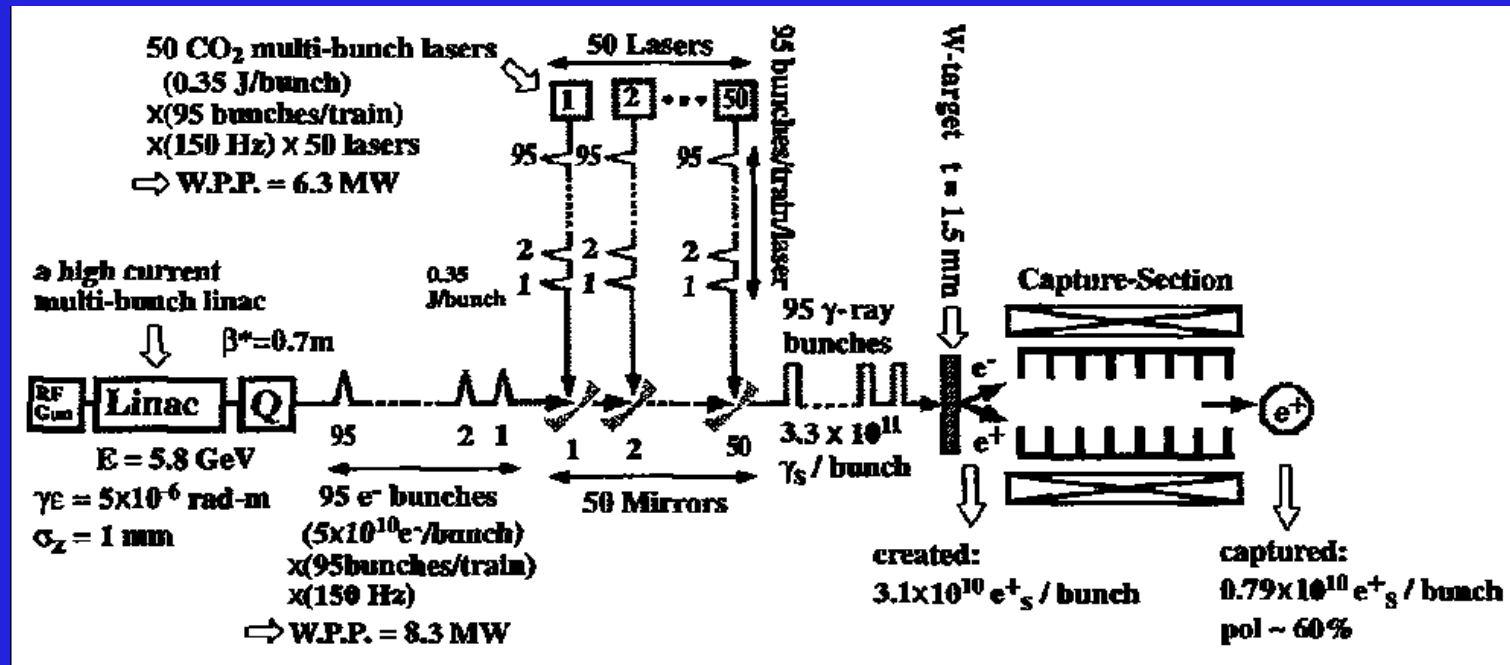 50 CO₂ multi-bunch lasers
(0.35 J/bunch)
x(95 bunches/train)
x(150 Hz) x 50 lasers
⇨ W.P.P. = 6.3 MW
50 Lasers
1 2 ••• 50
95 95 95
2 2 2
1 1 1
0.35
J/bunch
95 bunches/train/laser
W-target t = 1.5 mm
a high current
multi-bunch linac
β*=0.7m
RF
Gun
Linac
Q
E = 5.8 GeV
γε = 5x10⁻⁶ rad-m
σz = 1 mm
95 2 1
95 e⁻ bunches
(5x10¹⁰e⁻/bunch)
x(95bunches/train)
x(150 Hz)
⇨ W.P.P. = 8.3 MW
1 2 50
50 Mirrors
95 γ-ray
bunches
3.3 x 10¹¹
γs / bunch
Capture-Section
e⁻
e⁺
e⁺
created:
3.1x10¹⁰ e⁺s / bunch
captured:
0.79x10¹⁰ e⁺s / bunch
pol ~ 60%